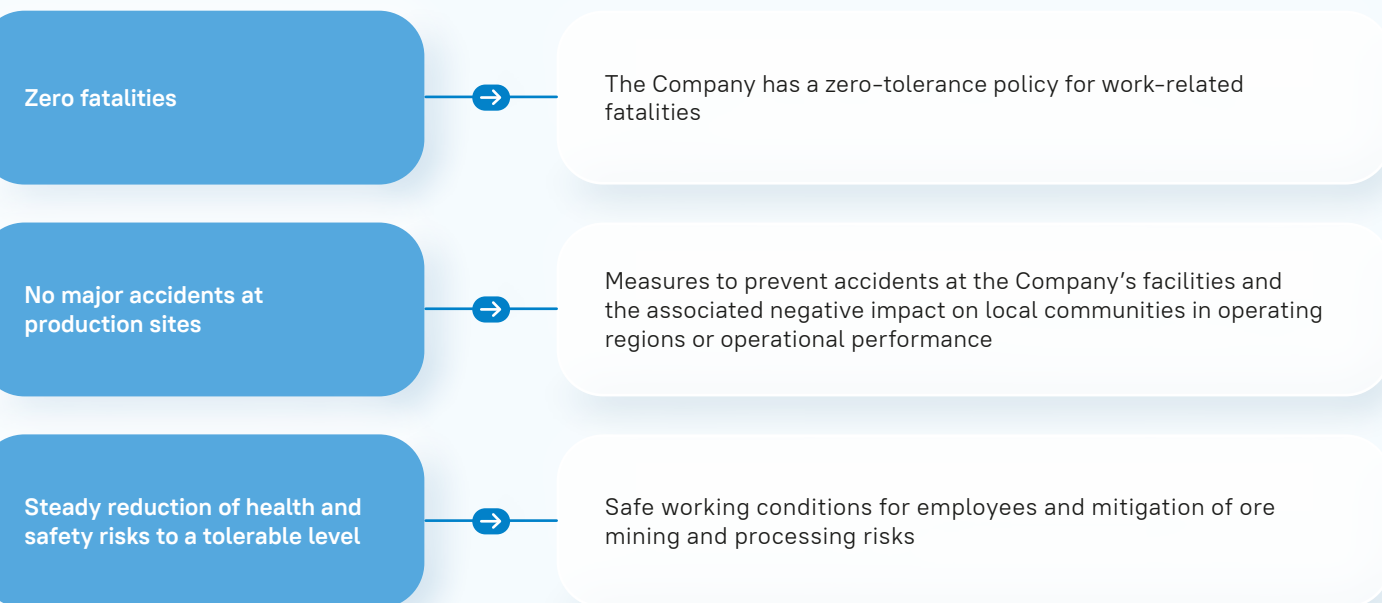 Zero fatalities
The Company has a zero-tolerance policy for work-related
fatalities
No major accidents at
production sites
Measures to prevent accidents at the Company’s facilities and
the associated negative impact on local communities in operating
regions or operational performance
Steady reduction of health and
safety risks to a tolerable level
Safe working conditions for employees and mitigation of ore
mining and processing risks